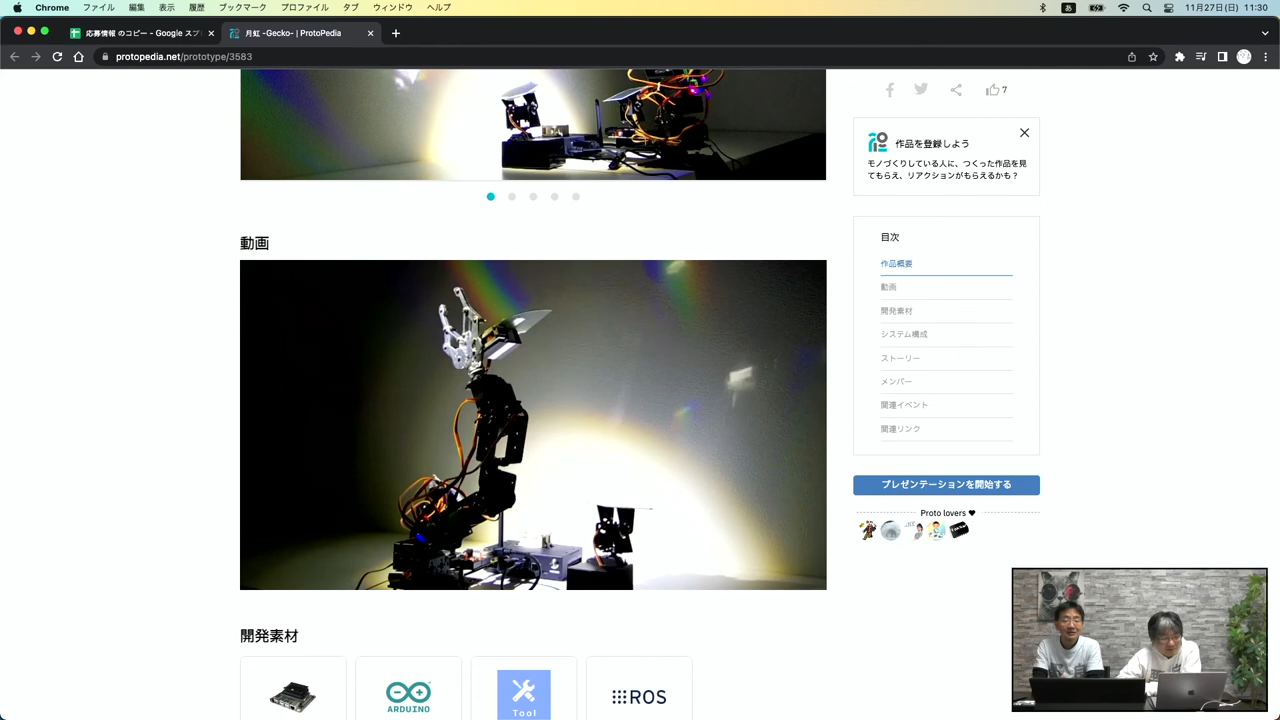 Chrome ファイル 編集 表示 履歴 ブックマーク プロファイル タブ ウィンドウ ヘルプ
あ 11月27日(日) 11:30
応募情報 のコピー - Google スプ
月虹 -Gecko- | ProtoPedia
protopedia.net/prototype/3583
7
作品を登録しよう
モノづくりしている人に、つくった作品を見
てもらえ、リアクションがもらえるかも？
動画
目次
作品概要
動画
開発素材
システム構成
ストーリー
メンバー
関連イベント
関連リンク
プレゼンテーションを開始する
Proto lovers ♥
開発素材
ARDUINO
Tool
ROS